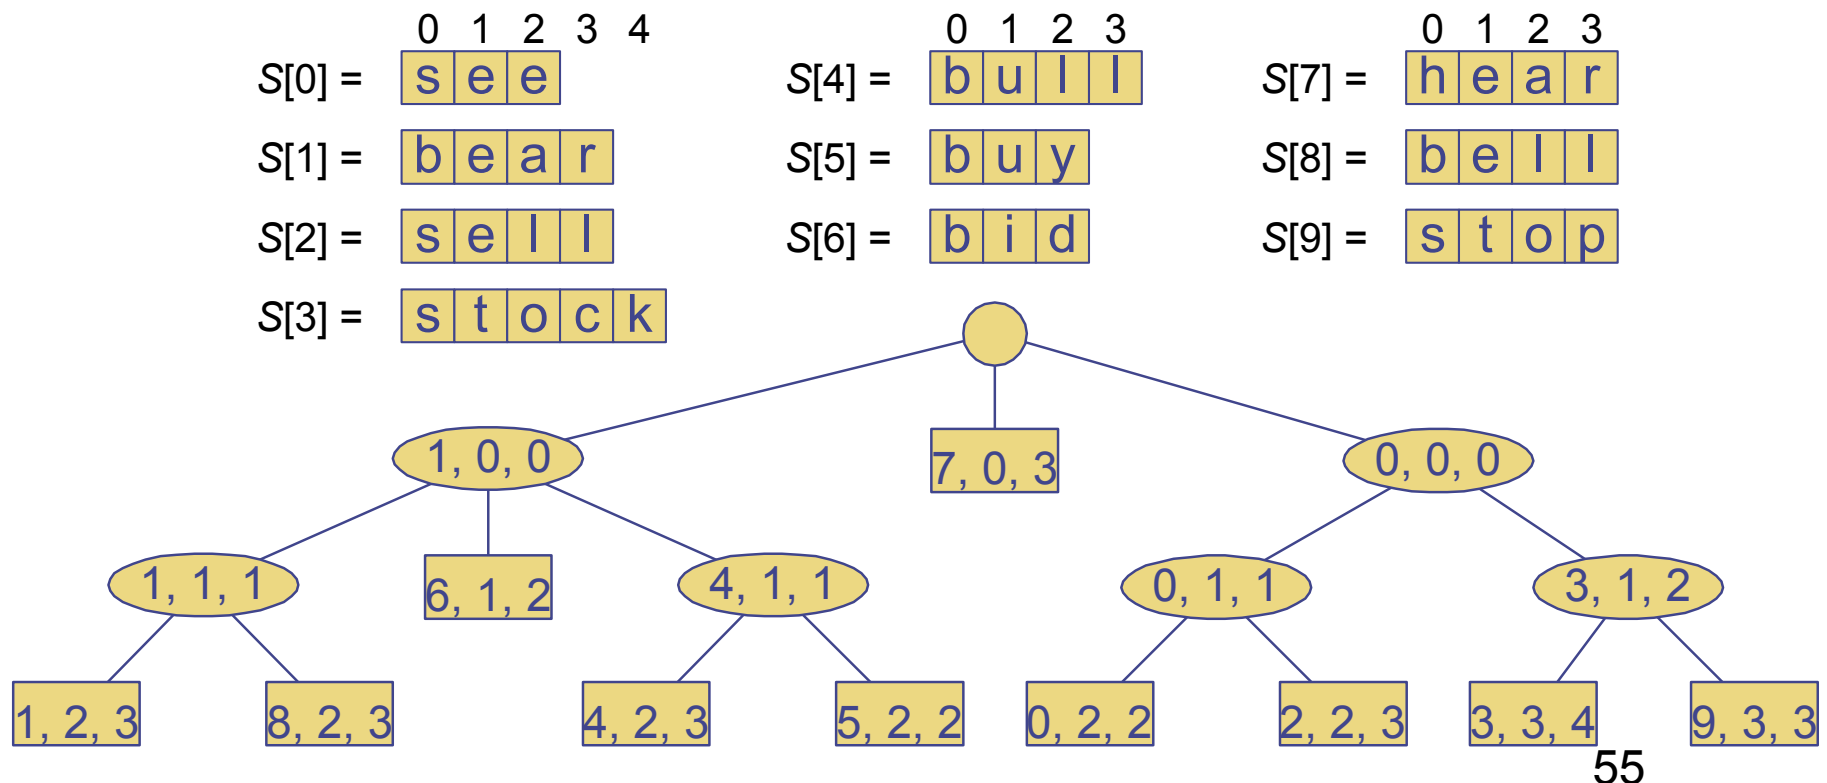 0 1 2 3 4
0 1 2 3
0 1 2 3
S[0] = s e e
S[4] = b u l l
S[7] = h e a r
S[1] = b e a r
S[5] = b u y
S[8] = b e l l
S[2] = s e l l
S[6] = b i d
S[9] = s t o p
S[3] = s t o c k
1, 0, 0
7, 0, 3
0, 0, 0
1, 1, 1
6, 1, 2
4, 1, 1
0, 1, 1
3, 1, 2
1, 2, 3
8, 2, 3
4, 2, 3
5, 2, 2
0, 2, 2
2, 2, 3
3, 3, 4
9, 3, 3
55